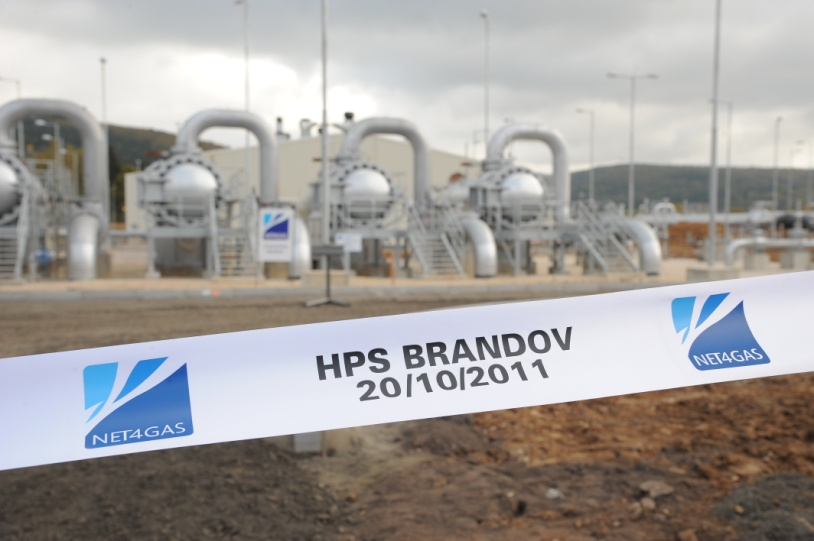 HPS BRANDOV
20/10/2011
NET4GAS
NET4GAS